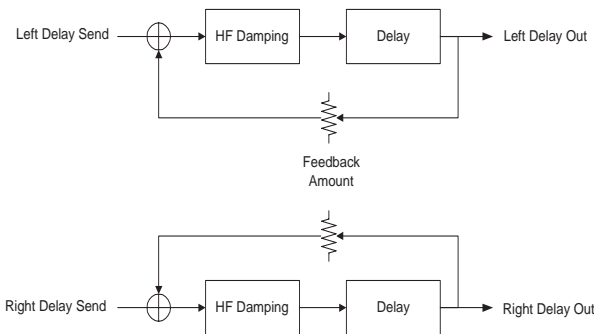 Left Delay Send
HF Damping
Delay
Left Delay Out
Feedback
Amount
Right Delay Send
HF Damping
Delay
Right Delay Out